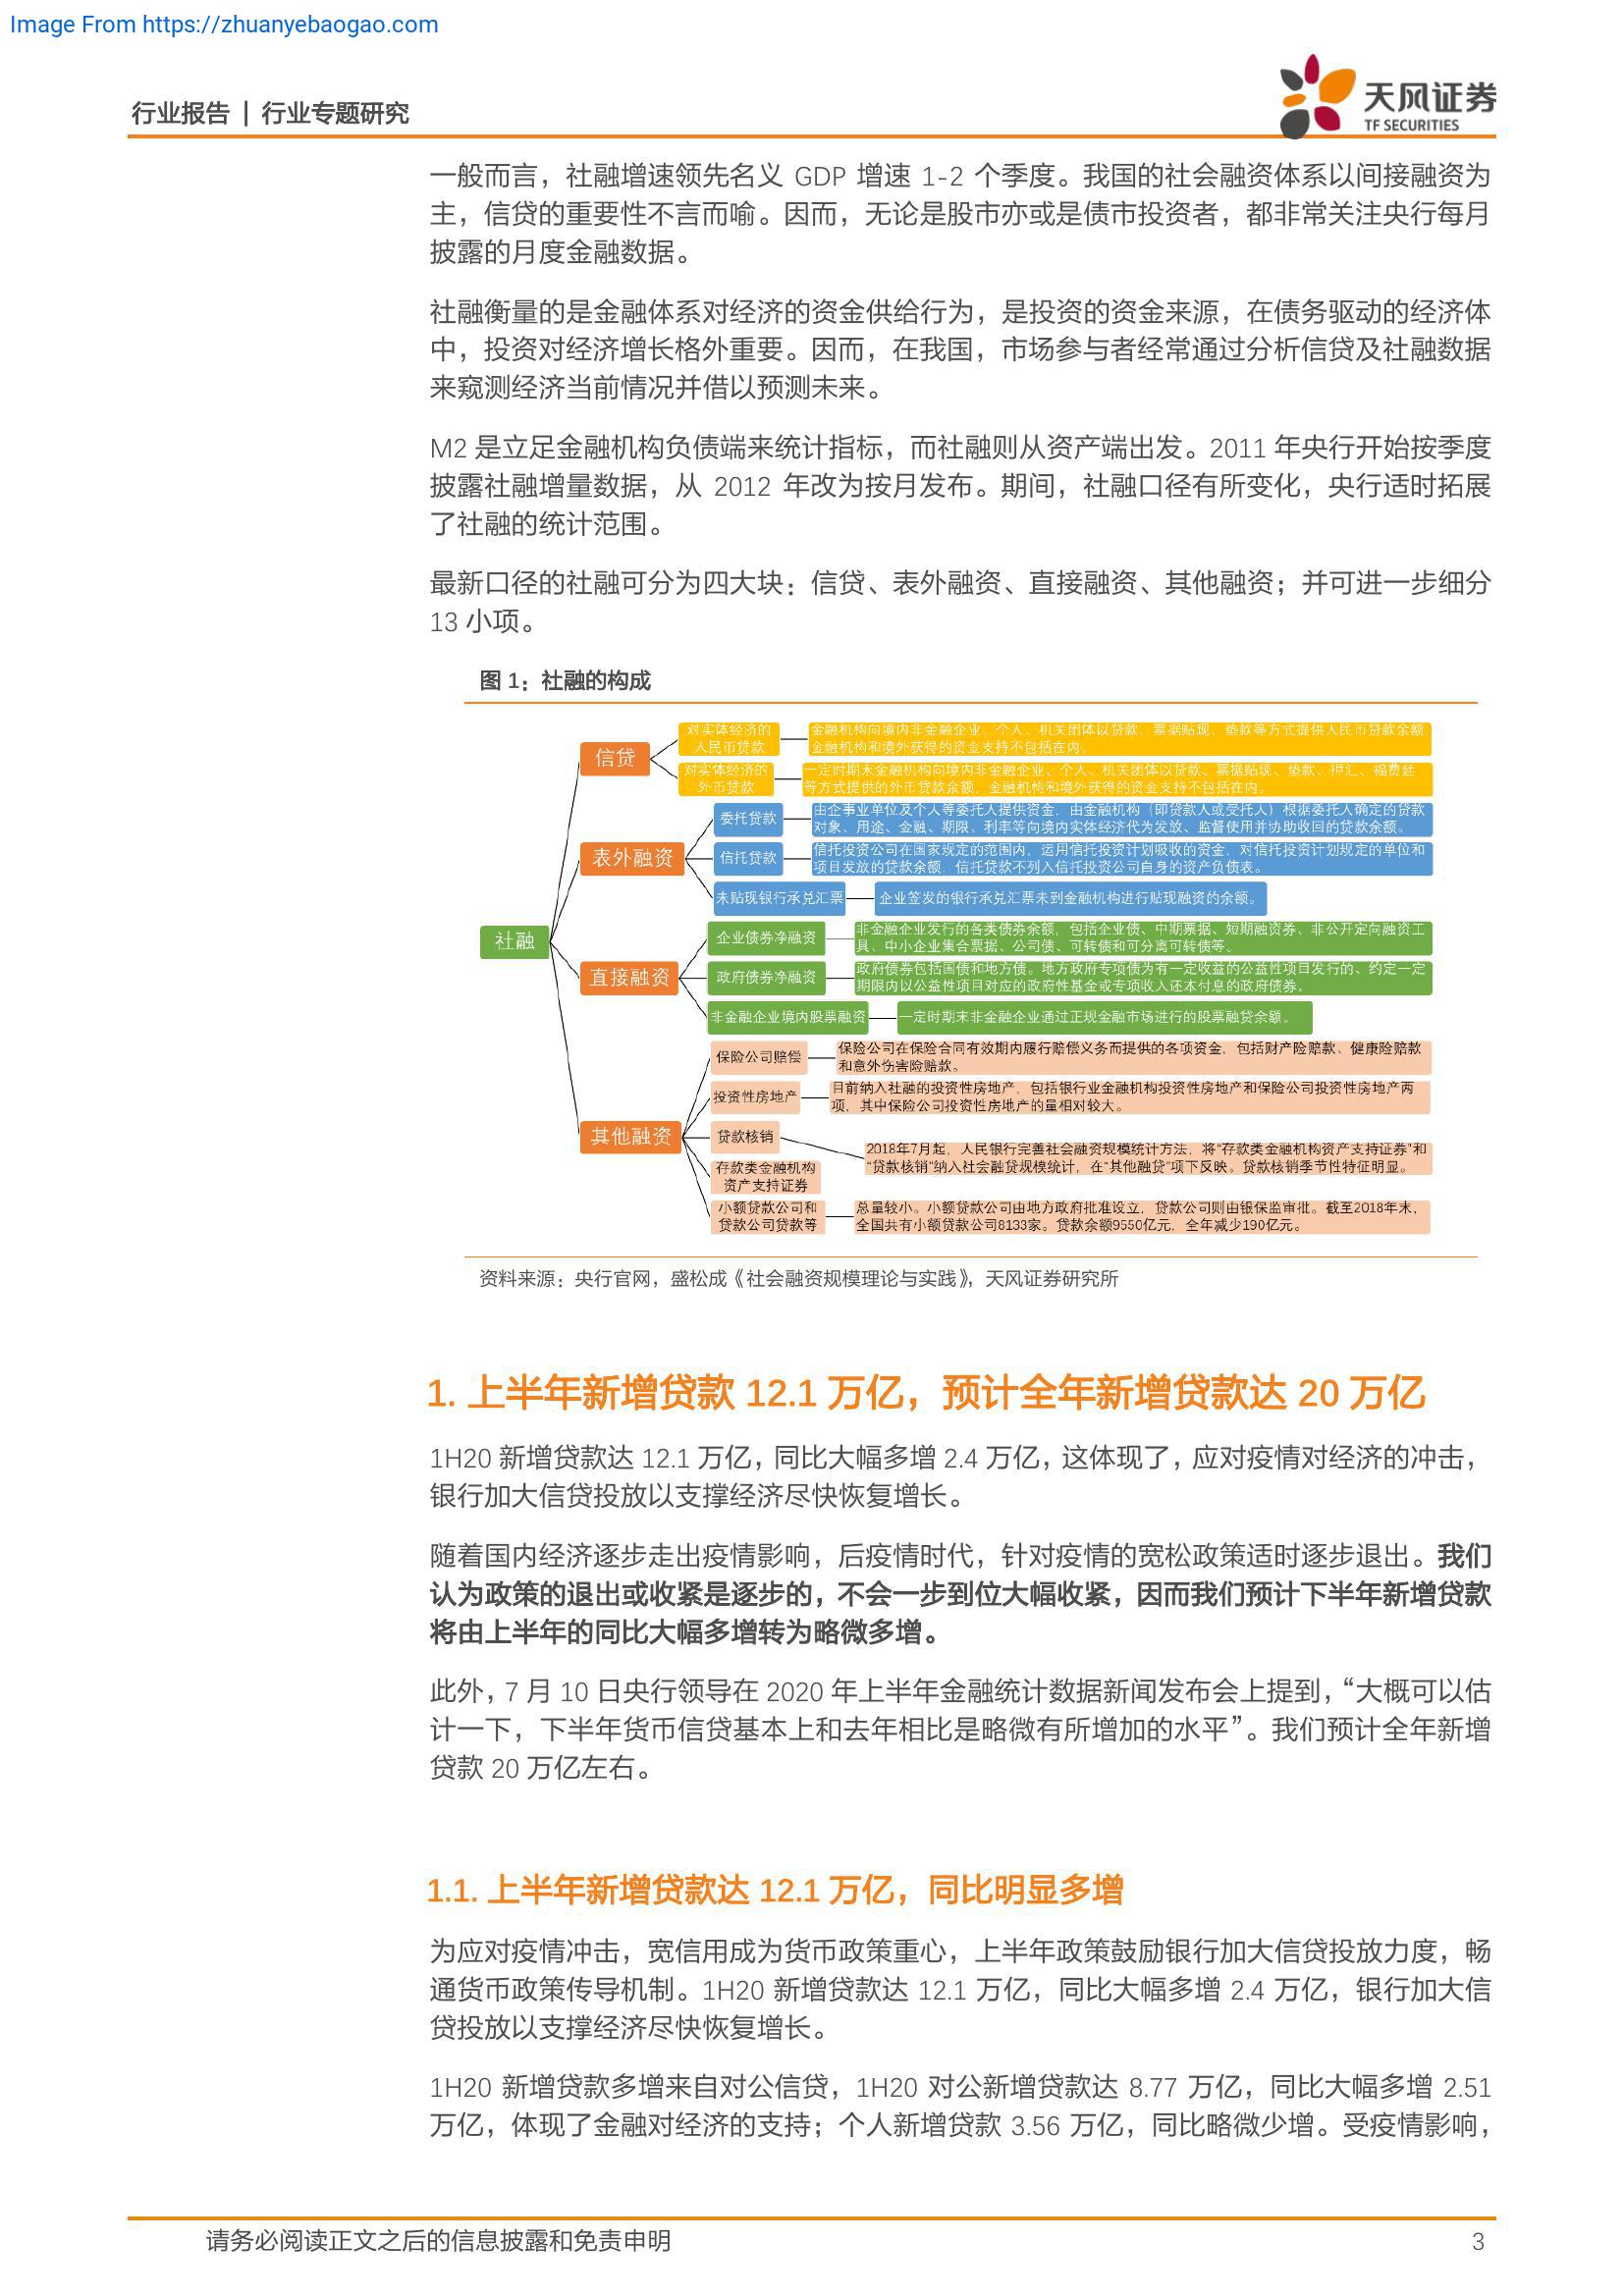 Image From https://zhuanyebaogao.com
行业报告 | 行业专题研究
天风证券
TF SECURITIES
一般而言，社融增速领先名义 GDP 增速 1-2 个季度。我国的社会融资体系以间接融资为
主，信贷的重要性不言而喻。因而，无论是股市亦或是债市投资者，都非常关注央行每月
披露的月度金融数据。
社融衡量的是金融体系对经济的资金供给行为，是投资的资金来源，在债务驱动的经济体
中，投资对经济增长格外重要。因而，在我国，市场参与者经常通过分析信贷及社融数据
来窥测经济当前情况并借以预测未来。
M2 是立足金融机构负债端来统计指标，而社融则从资产端出发。2011 年央行开始按季度
披露社融增量数据，从 2012 年改为按月发布。期间，社融口径有所变化，央行适时拓展
了社融的统计范围。
最新口径的社融可分为四大块：信贷、表外融资、直接融资、其他融资；并可进一步细分
13 小项。
图 1：社融的构成
社融
信贷
对实体经济的
人民币贷款
金融机构向境内非金融企业、个人、机关团体以贷款、票据贴现、垫款等方式提供人民币贷款余额
金融机构和境外获得的资金支持不包括在内。
对实体经济的
外币贷款
一定时期末金融机构向境内非金融企业、个人、机关团体以贷款、票据贴现、垫款、押汇、福费廷
等方式提供的外币贷款余额，金融机构和境外获得的资金支持不包括在内。
表外融资
委托贷款
由企事业单位及个人等委托人提供资金，由金融机构（即贷款人或受托人）根据委托人确定的贷款
对象、用途、金融、期限、利率等向境内实体经济代为发放、监督使用并协助收回的贷款余额。
信托贷款
信托投资公司在国家规定的范围内，运用信托投资计划吸收的资金，对信托投资计划规定的单位和
项目发放的贷款余额，信托贷款不列入信托投资公司自身的资产负债表。
未贴现银行承兑汇票
企业签发的银行承兑汇票未到金融机构进行贴现融资的余额。
直接融资
企业债券净融资
非金融企业发行的各类债券余额，包括企业债、中期票据、短期融资券、非公开定向融资工
具、中小企业集合票据、公司债、可转债和可分离可转债等。
政府债券净融资
政府债券包括国债和地方债。地方政府专项债为有一定收益的公益性项目发行的、约定一定
期限内以公益性项目对应的政府性基金或专项收入还本付息的政府债券。
非金融企业境内股票融资
一定时期末非金融企业通过正规金融市场进行的股票融贷余额。
其他融资
保险公司赔偿
保险公司在保险合同有效期内履行赔偿义务而提供的各项资金，包括财产险赔款、健康险赔款
和意外伤害险赔款。
投资性房地产
目前纳入社融的投资性房地产，包括银行业金融机构投资性房地产和保险公司投资性房地产两
项，其中保险公司投资性房地产的量相对较大。
贷款核销
存款类金融机构
资产支持证券
2018年7月起，人民银行完善社会融资规模统计方法，将“存款类金融机构资产支持证券”和
“贷款核销”纳入社会融贷规模统计，在“其他融贷”项下反映。贷款核销季节性特征明显。
小额贷款公司和
贷款公司贷款等
总量较小。小额贷款公司由地方政府批准设立，贷款公司则由银保监审批。截至2018年末，
全国共有小额贷款公司8133家。贷款余额9550亿元，全年减少190亿元。
资料来源：央行官网，盛松成《社会融资规模理论与实践》，天风证券研究所
1. 上半年新增贷款 12.1 万亿，预计全年新增贷款达 20 万亿
1H20 新增贷款达 12.1 万亿，同比大幅多增 2.4 万亿，这体现了，应对疫情对经济的冲击，
银行加大信贷投放以支撑经济尽快恢复增长。
随着国内经济逐步走出疫情影响，后疫情时代，针对疫情的宽松政策适时逐步退出。我们
认为政策的退出或收紧是逐步的，不会一步到位大幅收紧，因而我们预计下半年新增贷款
将由上半年的同比大幅多增转为略微多增。
此外，7 月 10 日央行领导在 2020 年上半年金融统计数据新闻发布会上提到，“大概可以估
计一下，下半年货币信贷基本上和去年相比是略微有所增加的水平”。我们预计全年新增
贷款 20 万亿左右。
1.1. 上半年新增贷款达 12.1 万亿，同比明显多增
为应对疫情冲击，宽信用成为货币政策重心，上半年政策鼓励银行加大信贷投放力度，畅
通货币政策传导机制。1H20 新增贷款达 12.1 万亿，同比大幅多增 2.4 万亿，银行加大信
贷投放以支撑经济尽快恢复增长。
1H20 新增贷款多增来自对公信贷，1H20 对公新增贷款达 8.77 万亿，同比大幅多增 2.51
万亿，体现了金融对经济的支持；个人新增贷款 3.56 万亿，同比略微少增。受疫情影响，
请务必阅读正文之后的信息披露和免责申明
3